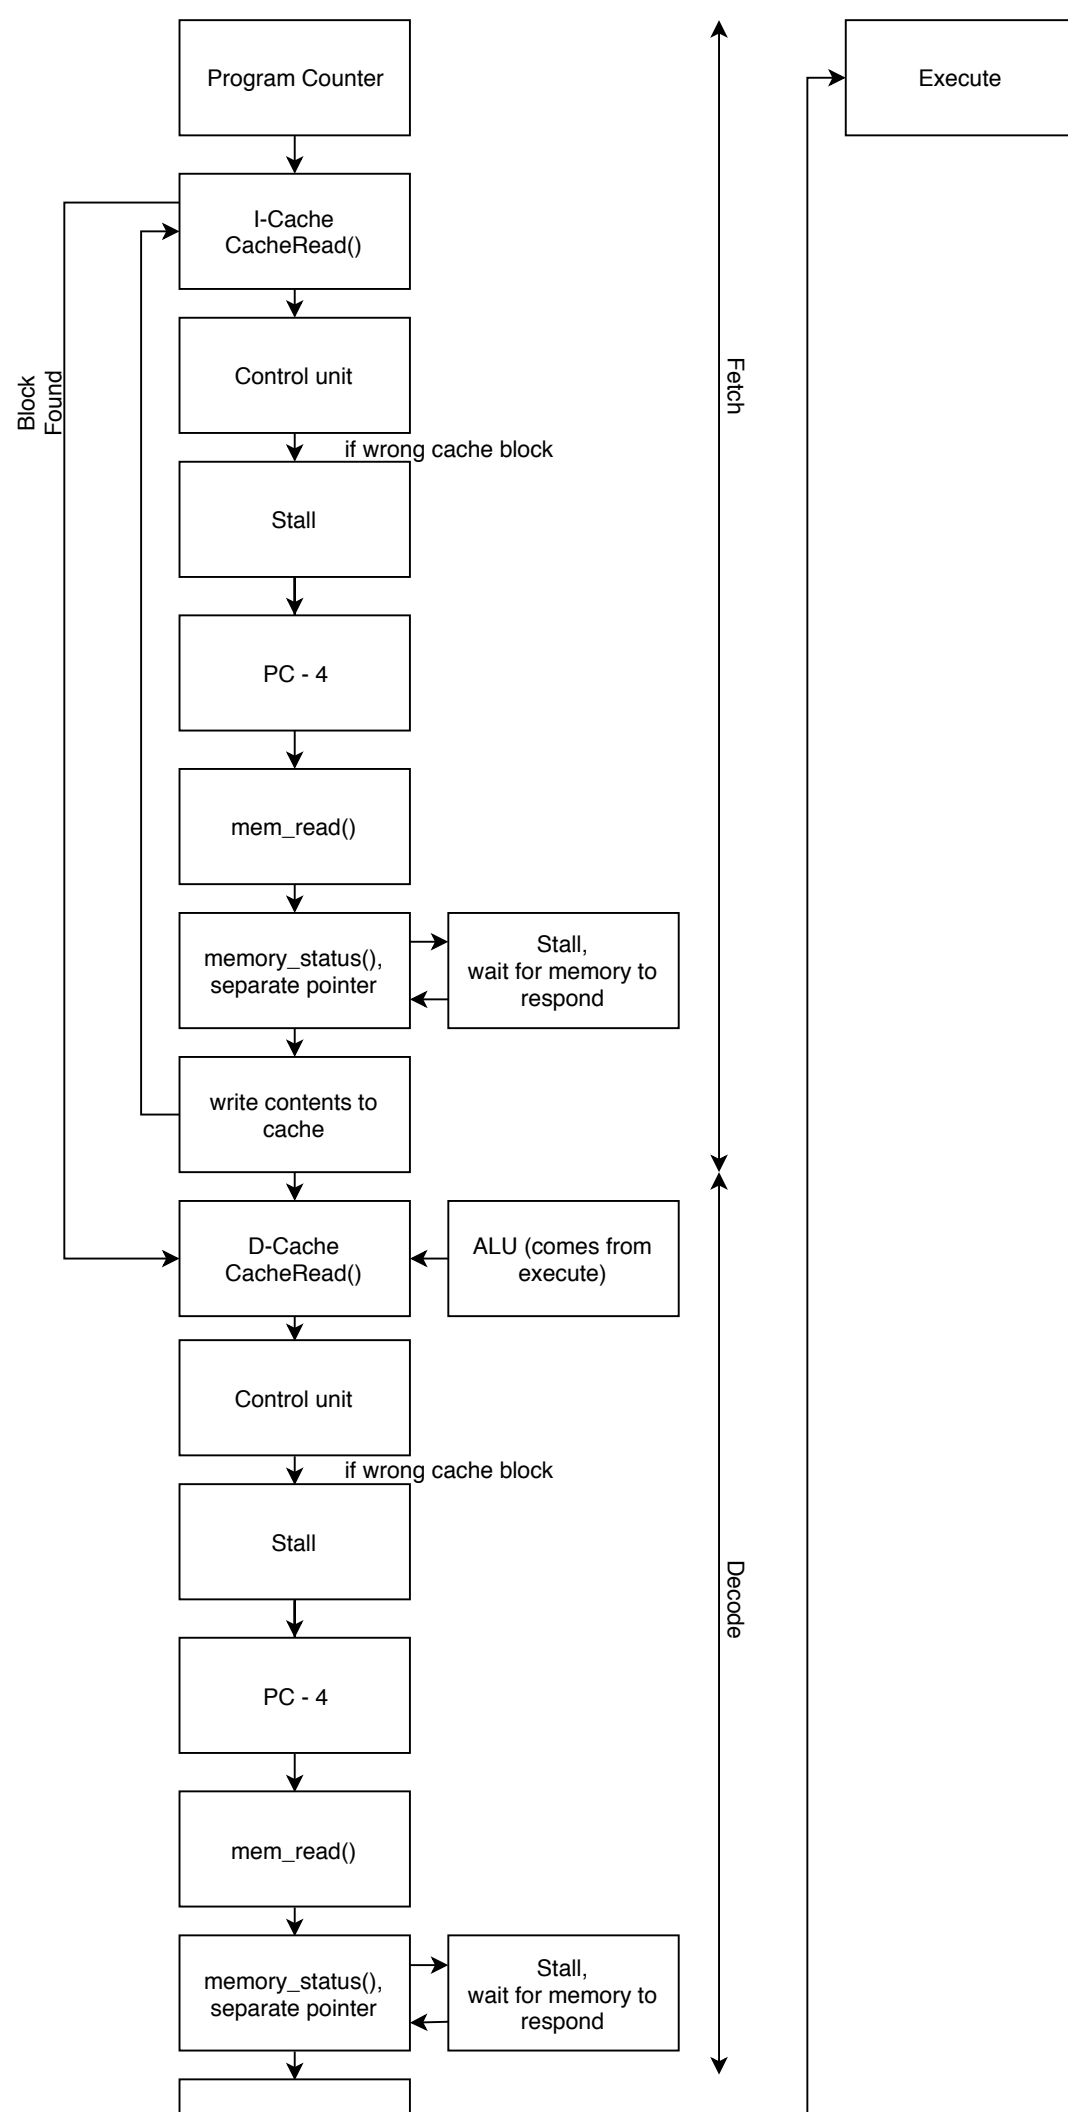 Program Counter
Execute
I-Cache
CacheRead()
Block
Found
Control unit
Fetch
if wrong cache block
Stall
PC - 4
mem_read()
memory_status(),
separate pointer
Stall,
wait for memory to
respond
write contents to
cache
D-Cache
CacheRead()
ALU (comes from
execute)
Control unit
if wrong cache block
Stall
Decode
PC - 4
mem_read()
memory_status(),
separate pointer
Stall,
wait for memory to
respond